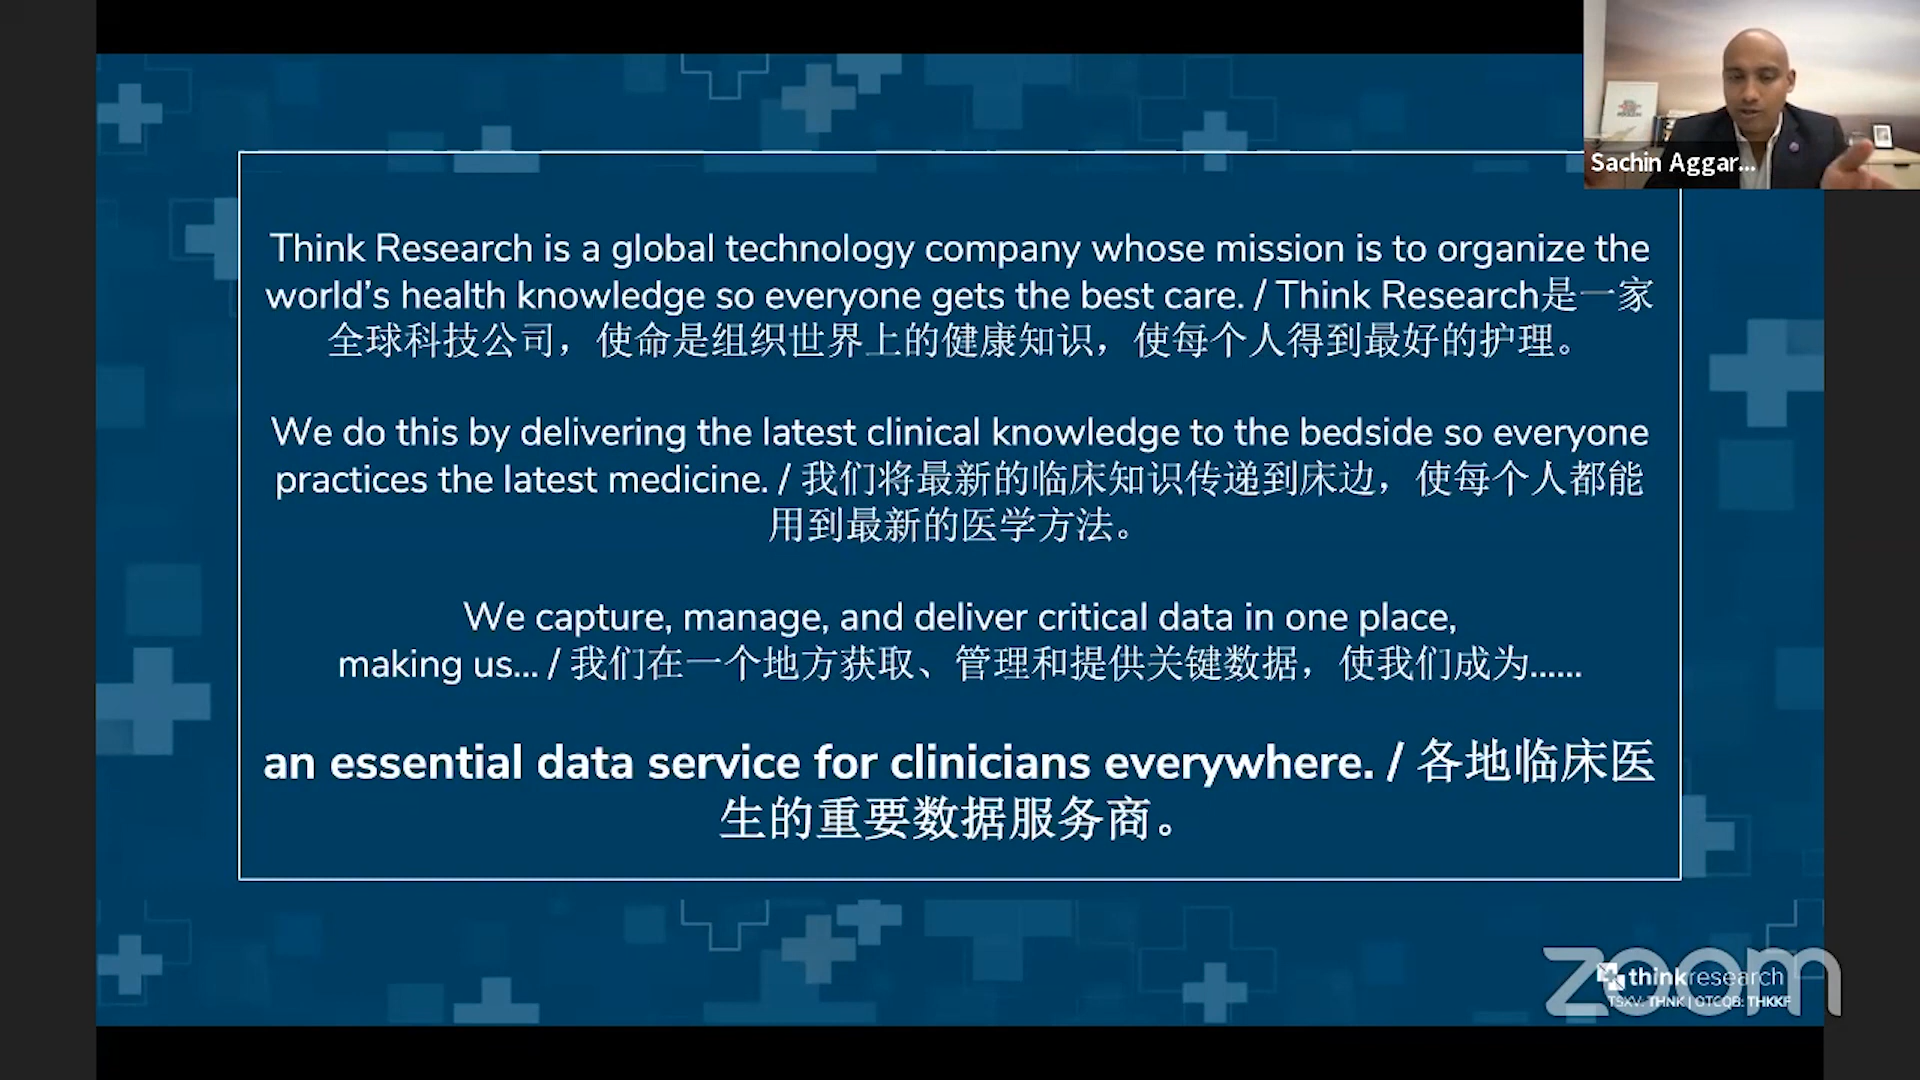 Sachin Aggar...
Think Research is a global technology company whose mission is to organize the
world's health knowledge so everyone gets the best care. / Think Research是一家
全球科技公司，使命是组织世界上的健康知识，使每个人得到最好的护理。
We do this by delivering the latest clinical knowledge to the bedside so everyone
practices the latest medicine. / 我们将最新的临床知识传递到床边，使每个人都能
用到最新的医学方法。
We capture, manage, and deliver critical data in one place,
making us... / 我们在一个地方获取、管理和提供关键数据，使我们成为......
an essential data service for clinicians everywhere. / 各地临床医
生的重要数据服务商。
zoom
thinkresearch
TSXV: THNK | OTCQB: THKKF